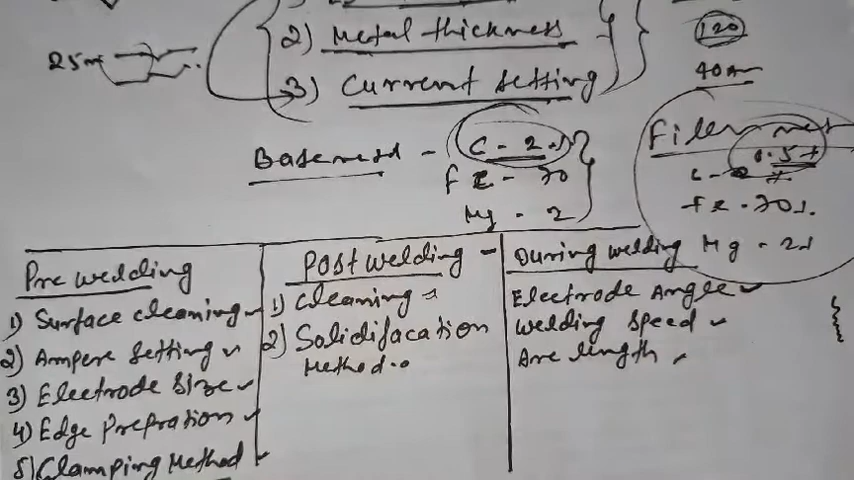 2) Metal thickness
120
25m
3) Current setting
40
Basemetal - C - 2.%
Fe - 70
Mg - 2
Filler metal
0.5 %
Fe - 70%.
Mg - 2%
Pre welding
1) Surface cleaning
2) Ampere setting
3) Electrode Size
4) Edge Prepration
5) Clamping Method
Post welding -
1) Cleaning
2) Solidifacation
Method.
During welding
Electrode Angle
Welding Speed
Arc length